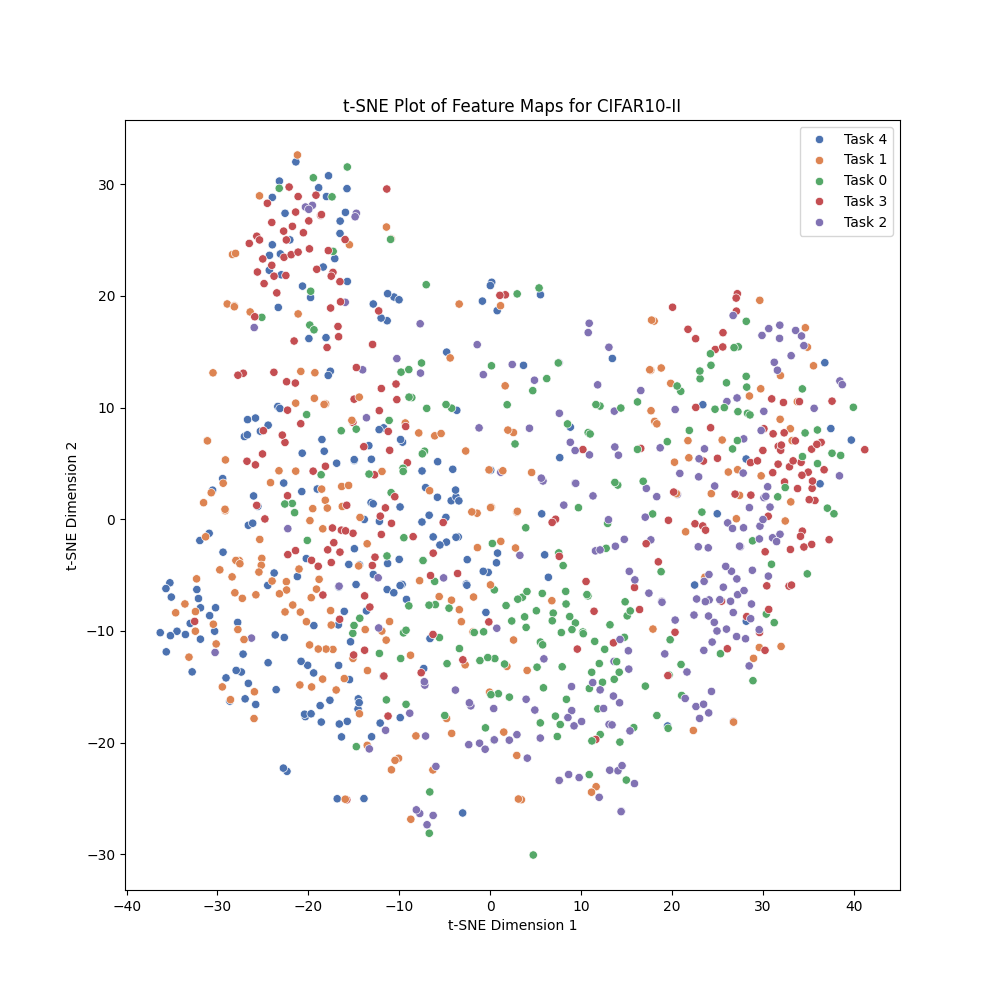 t-SNE Plot of Feature Maps for CIFAR10-II
Task 4
Task 1
Task 0
Task 3
Task 2
t-SNE Dimension 2
30
20
10
0
−10
−20
−30
−40 −30 −20 −10 0 10 20 30 40
t-SNE Dimension 1